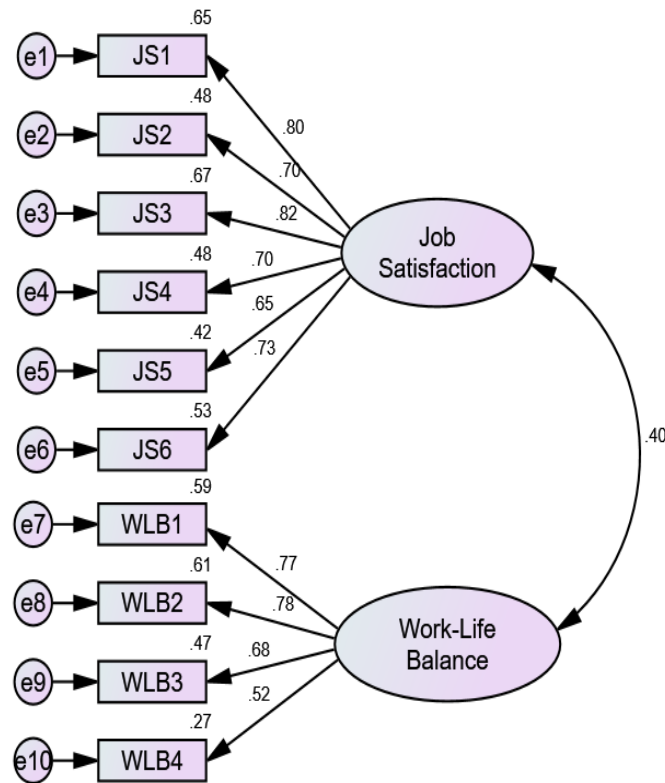 .65
e1
JS1
.48
.80
e2
JS2
.70
.67
e3
JS3
.82
Job
Satisfaction
.48
.70
e4
JS4
.65
.42
.73
e5
JS5
.53
e6
JS6
.40
.59
e7
WLB1
.77
.61
e8
WLB2
.78
Work-Life
Balance
.47
.68
e9
WLB3
.52
.27
e10
WLB4